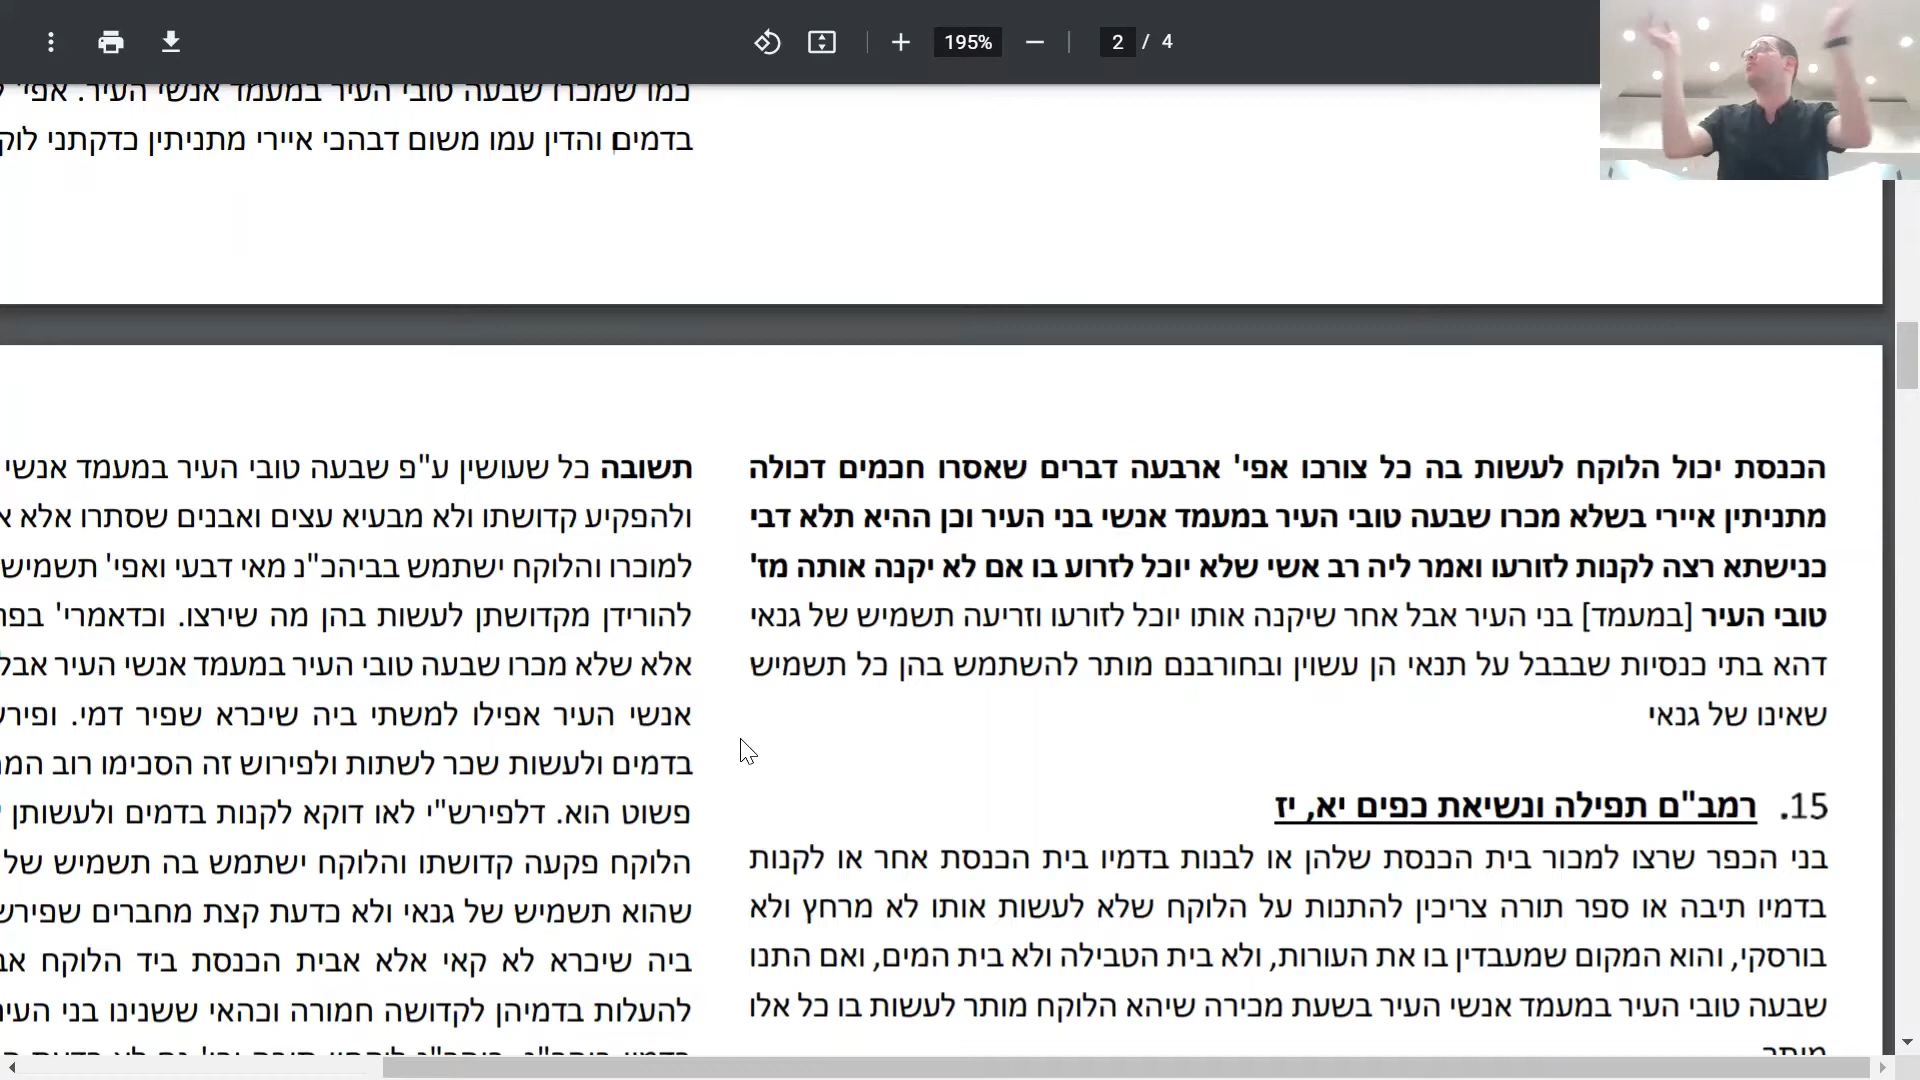 195%
2 / 4
כמו שמכרו שבעה טובי העיר במעמד אנשי העיר. אפי'
בדמים והדין עמו משום דבהכי איירי מתניתין כדקתני
הכנסת יכול הלוקח לעשות בה כל צורכו אפי' ארבעה דברים שאסרו חכמים דכולה
מתניתין איירי בשלא מכרו שבעה טובי העיר במעמד אנשי בני העיר וכן ההיא תלא דבי
כנישתא רצה לקנות לזורעו ואמר ליה רב אשי שלא יוכל לזרוע בו אם לא יקנה אותה מז'
טובי העיר [במעמד] בני העיר אבל אחר שיקנה אותו יוכל לזורעו וזריעה תשמיש של גנאי
דהא בתי כנסיות שבבבל על תנאי הן עשוין ובחורבנם מותר להשתמש בהן כל תשמיש
שאינו של גנאי
15. רמב"ם תפילה ונשיאת כפים יא, יז
בני הכפר שרצו למכור בית הכנסת שלהן או לבנות בדמיו בית הכנסת אחר או לקנות
בדמיו תיבה או ספר תורה צריכין להתנות על הלוקח שלא לעשות אותו לא מרחץ ולא
בורסקי, והוא המקום שמעבדין בו את העורות, ולא בית הטבילה ולא בית המים, ואם התנו
שבעה טובי העיר במעמד אנשי העיר בשעת מכירה שיהא הלוקח מותר לעשות בו כל אלו
מותר
תשובה כל שעושין ע"פ שבעה טובי העיר במעמד אנשי
ולהפקיע קדושתו ולא מבעיא עצים ואבנים שסתרו אלא
למוכרו והלוקח ישתמש בביהכ"נ מאי דבעי ואפי' תשמיש
להורידן מקדושתן לעשות בהן מה שירצו. וכדאמרי'
אלא שלא מכרו שבעה טובי העיר במעמד אנשי העיר אבל
אנשי העיר אפילו למשתי ביה שיכרא שפיר דמי.
בדמים ולעשות שכר לשתות ולפירוש זה הסכימו רוב
פשוט הוא. דלפירש"י לאו דוקא לקנות בדמים ולעשותן
הלוקח פקעה קדושתו והלוקח ישתמש בה תשמיש של
שהוא תשמיש של גנאי ולא כדעת קצת מחברים
ביה שיכרא לא קאי אלא אבית הכנסת ביד הלוקח
להעלות בדמיהן לקדושה חמורה וכהאי ששנינו בני